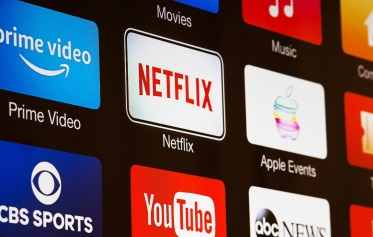 Movies
Music
prime video
Prime Video
NETFLIX
Netflix
Apple Events
CBS SPORTS
YouTube
abc NEWS